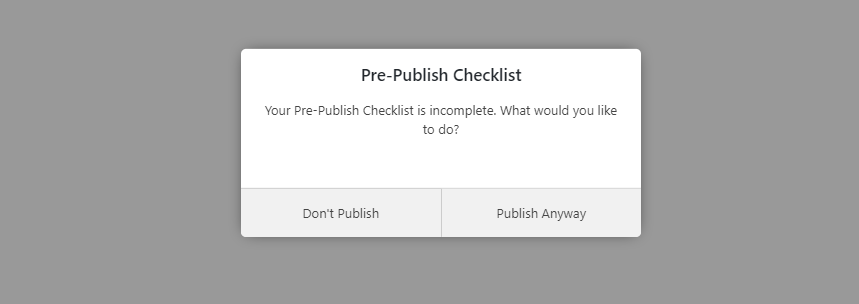 Pre-Publish Checklist
Your Pre-Publish Checklist is incomplete. What would you like
to do?
Don't Publish
Publish Anyway